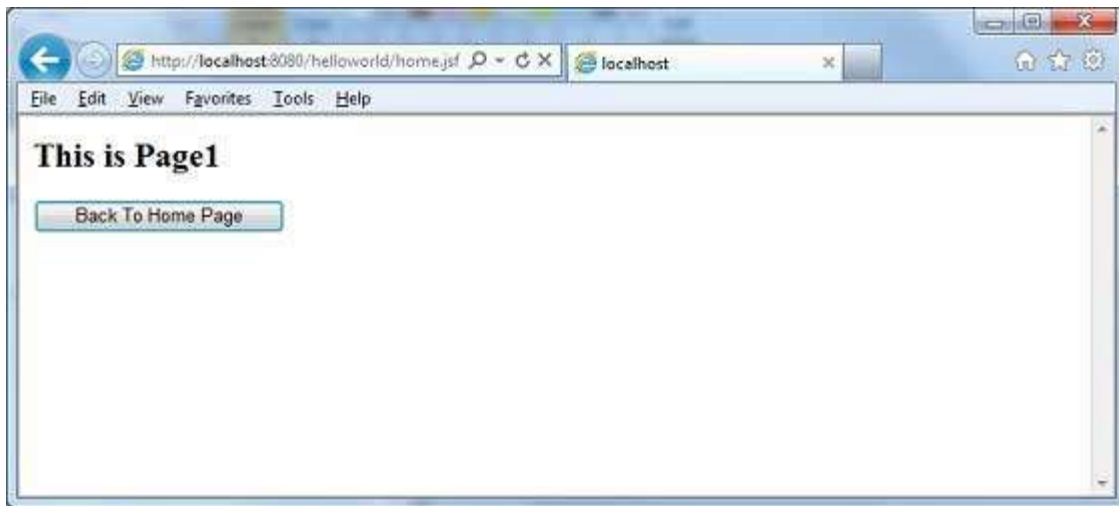 http://localhost:8080/helloworld/home.jsf
localhost
File Edit View Favorites Tools Help
This is Page1
Back To Home Page